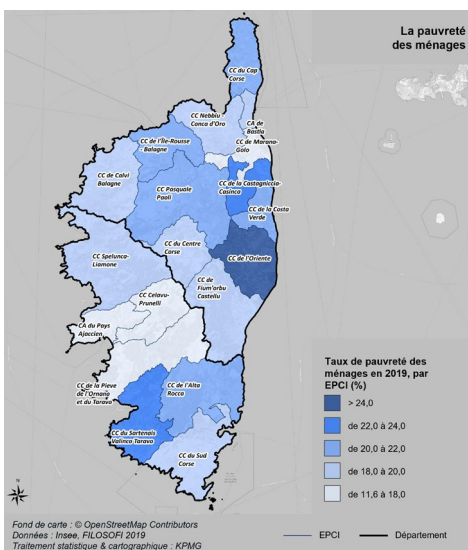 La pauvreté
des ménages
CC du Cap
Corse
CC Nebbiu
Conca d'Oro
CA de
Bastia
CC de Marana-
Golo
CC de l'Île-Rousse
- Balagne
CC de Calvi
Balagne
CC Pasquale
Paoli
CC de la Castagniccia-
Casinca
CC de la Costa
Verde
CC du Centre
Corse
CC de l'Oriente
CC Spelunca-
Liamone
CC de
Fium'orbu
Castellu
CC Celavu-
Prunelli
CA du Pays
Ajaccien
CC de la Pieve
de l'Ornano
et du Taravo
CC de l'Alta
Rocca
CC du Sartenais
Valinco Taravo
CC du Sud
Corse
Taux de pauvreté des
ménages en 2019, par
EPCI (%)
> 24,0
de 22,0 à 24,0
de 20,0 à 22,0
de 18,0 à 20,0
de 11,6 à 18,0
Fond de carte : © OpenStreetMap Contributors
Données : Insee, FILOSOFI 2019
Traitement statistique & cartographique : KPMG
EPCI
Département